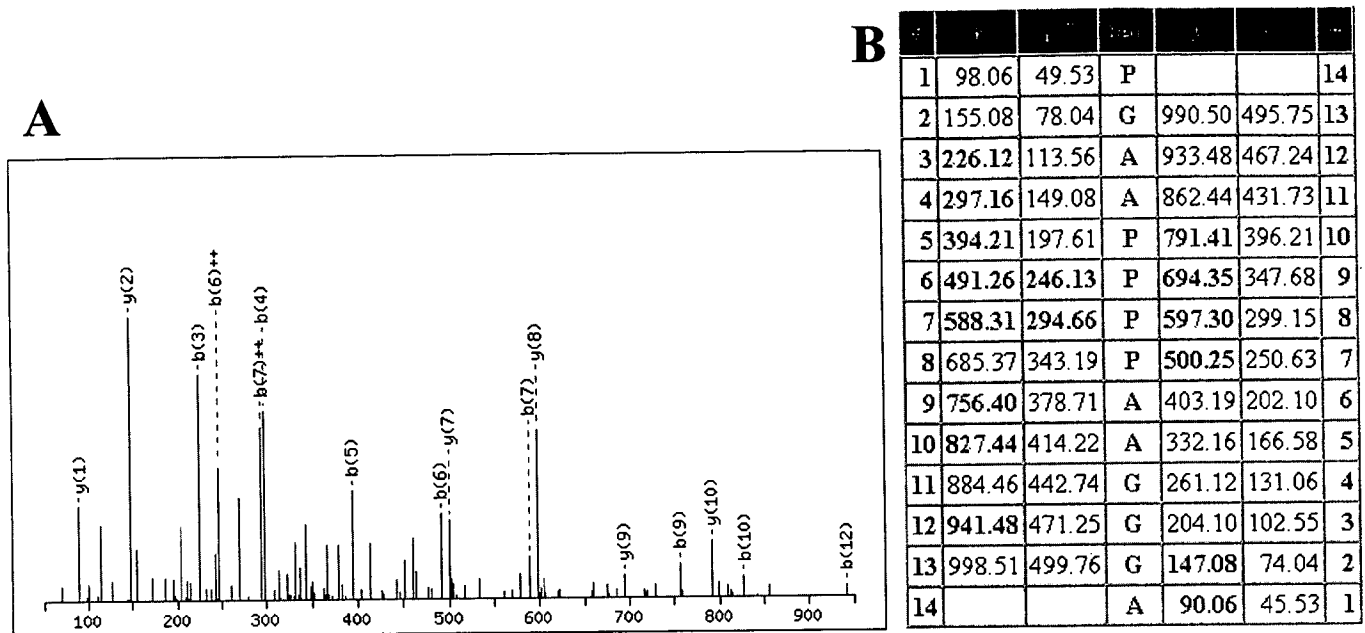 A
B
y(1)
y(2)
b(3)
b(6)++
b(7)++
b(4)
b(5)
b(6)
y(7)
b(7)
y(8)
y(9)
b(9)
y(10)
b(10)
b(12)
100 200 300 400 500 600 700 800 900
1 98.06 49.53 P 14
2 155.08 78.04 G 990.50 495.75 13
3 226.12 113.56 A 933.48 467.24 12
4 297.16 149.08 A 862.44 431.73 11
5 394.21 197.61 P 791.41 396.21 10
6 491.26 246.13 P 694.35 347.68 9
7 588.31 294.66 P 597.30 299.15 8
8 685.37 343.19 P 500.25 250.63 7
9 756.40 378.71 A 403.19 202.10 6
10 827.44 414.22 A 332.16 166.58 5
11 884.46 442.74 G 261.12 131.06 4
12 941.48 471.25 G 204.10 102.55 3
13 998.51 499.76 G 147.08 74.04 2
14 A 90.06 45.53 1